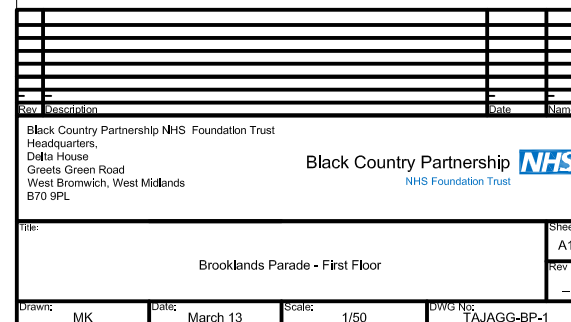 Rev Description Date Name
Black Country Partnership NHS Foundation Trust
Headquarters,
Delta House
Greets Green Road
West Bromwich, West Midlands
B70 9PL
Black Country Partnership NHS
NHS Foundation Trust
Title:
Brooklands Parade - First Floor
Sheet
A1
Rev
Drawn: MK
Date: March 13
Scale: 1/50
DWG No: TAJAGG-BP-1